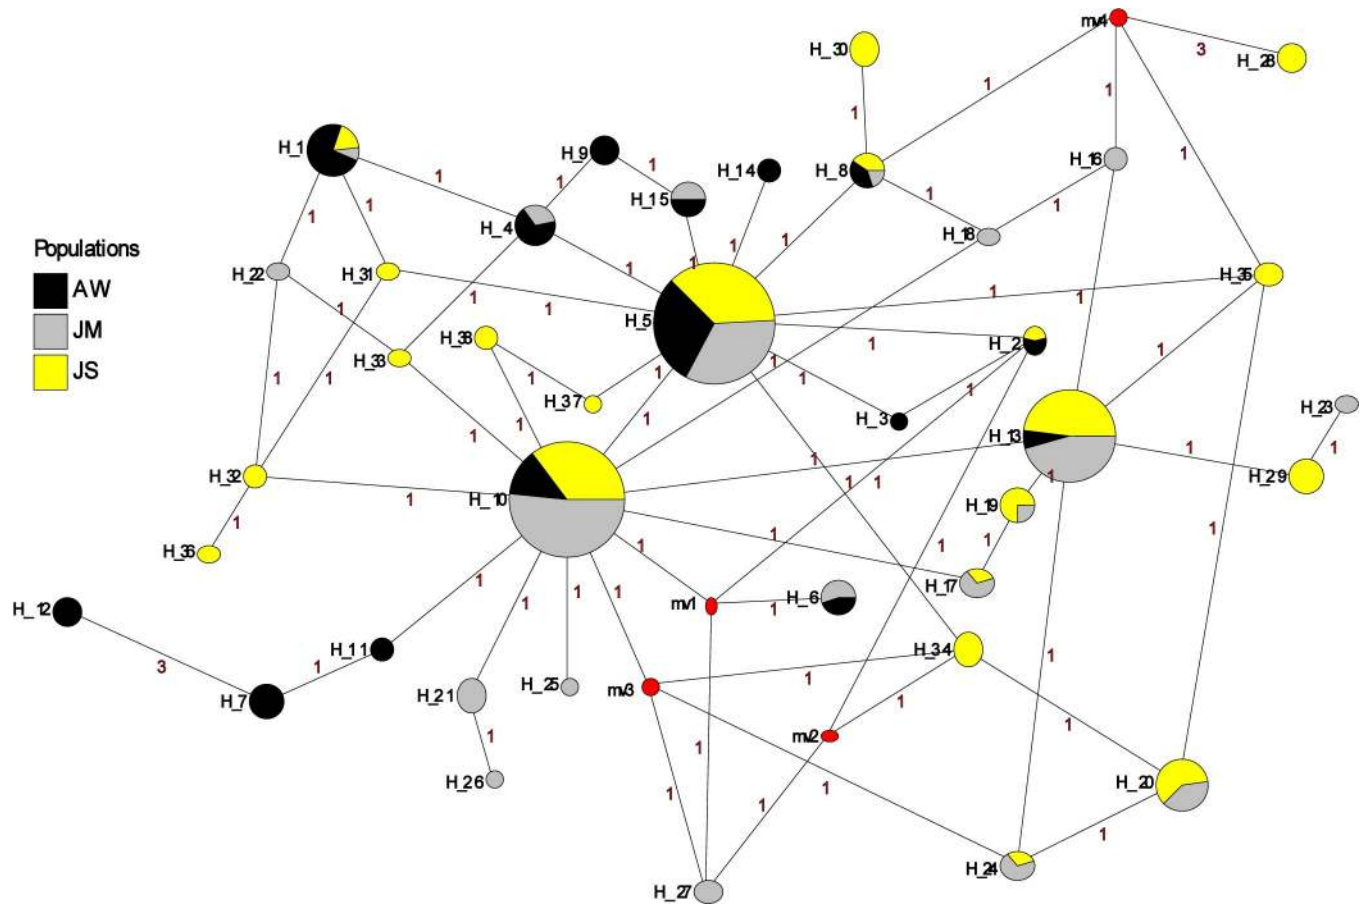 mv4
H_30
3
H_28
1
1
1
1
H_1
H_9
1
H_14
H_8
H_16
1
1
1
H_15
1
1
1
H_4
1
H_18
Populations
AW
JM
JS
1
1
1
1
H_22
H_31
1
1
1
H_35
1
1
1
1
1
H_5
H_38
1
H_2
H_33
1
1
1
1
1
1
1
H_37
H_3
H_23
1
1
H_13
1
1
1
H_29
H_32
1
1
1
1
H_10
1
H_19
H_36
1
1
1
1
1
1
1
H_17
H_12
1
1
1
mv1
1
H_6
H_11
H_34
3
1
1
1
mv3
H_7
H_21
H_25
1
1
1
1
mv2
1
H_26
H_20
1
1
1
1
1
H_24
H_27